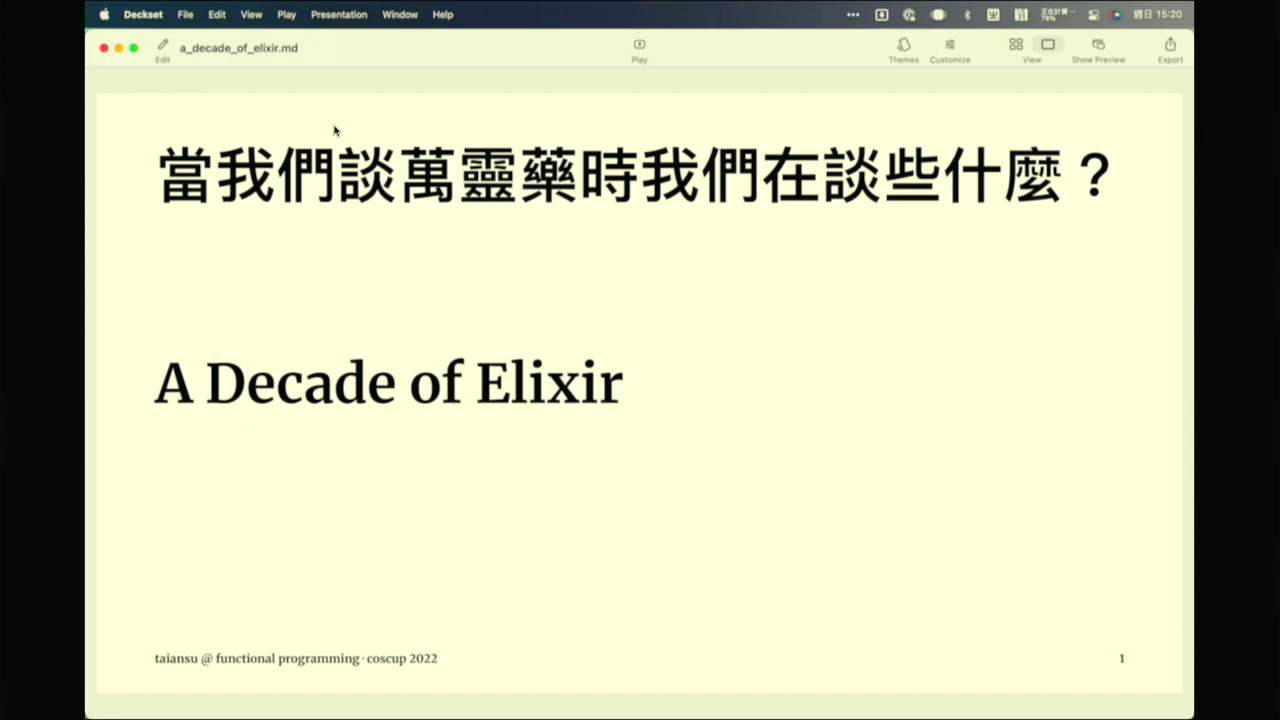 Deckset File Edit View Play Presentation Window Help
週日 15:20
a_decade_of_elixir.md
Edit
Play
Themes Customize View Show Preview Export
當我們談萬靈藥時我們在談些什麼？
A Decade of Elixir
taiansu @ functional programming · coscup 2022
1